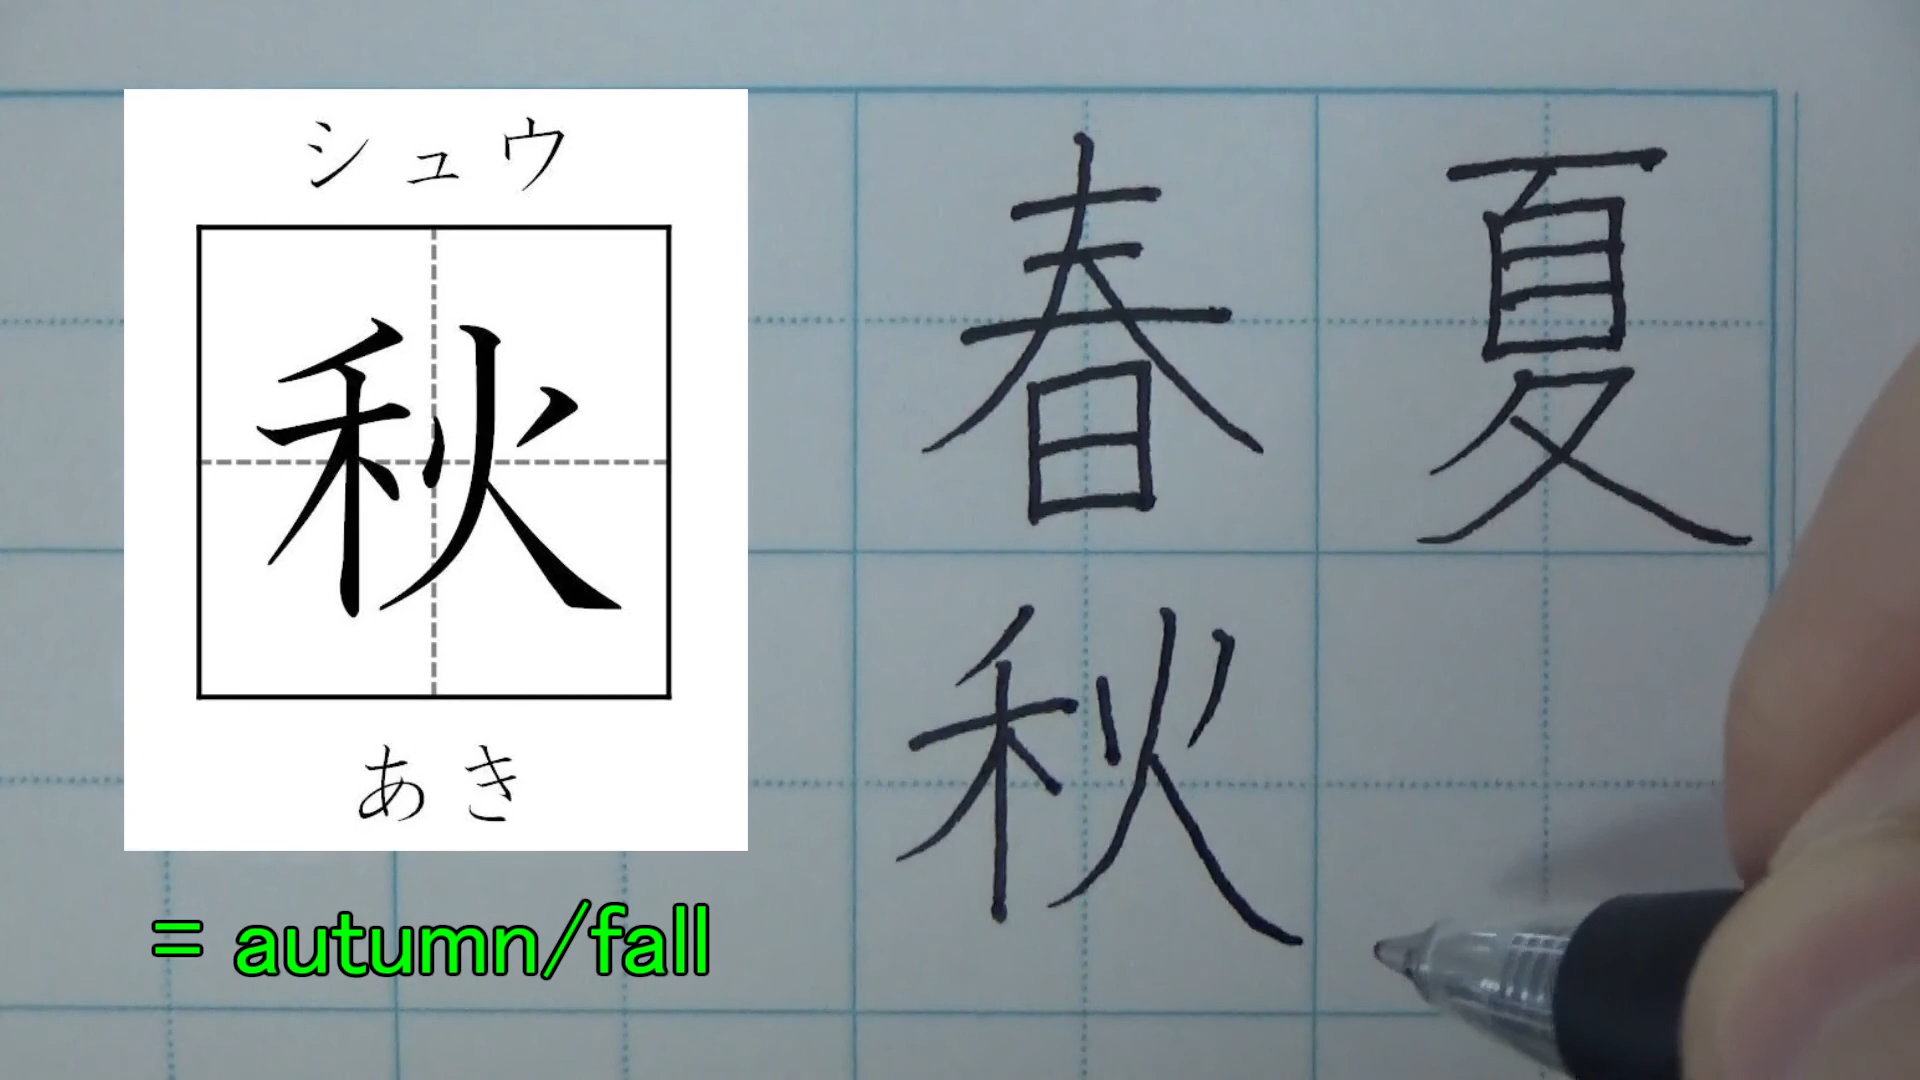 シュウ
秋
あき
= autumn/fall
春夏
秋